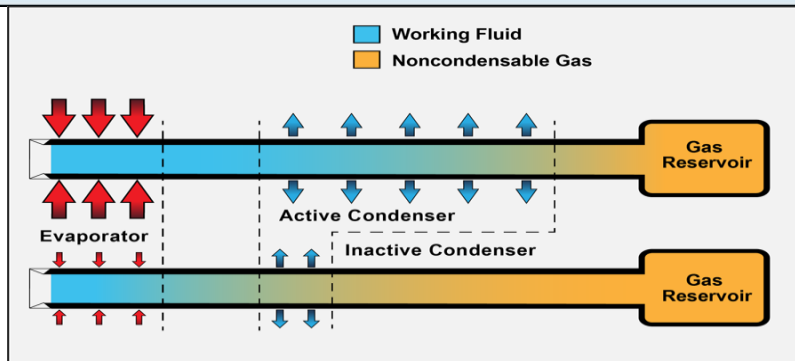 Working Fluid
Noncondensable Gas
Gas
Reservoir
Active Condenser
Evaporator
Inactive Condenser
Gas
Reservoir